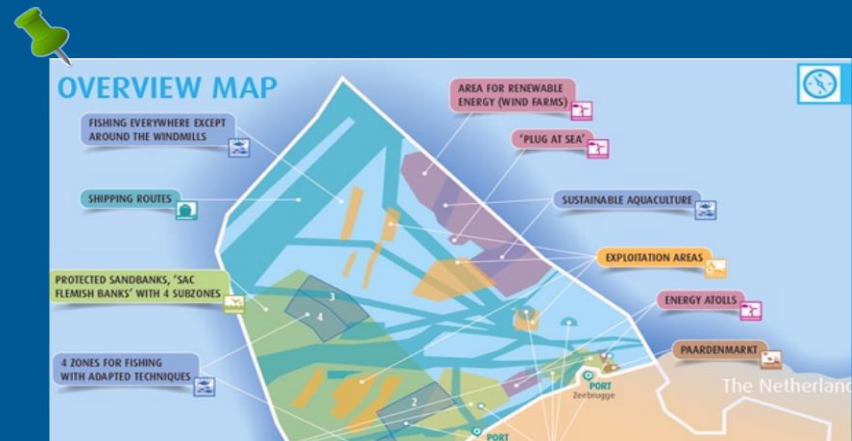 OVERVIEW MAP
AREA FOR RENEWABLE
ENERGY (WIND FARMS)
FISHING EVERYWHERE EXCEPT
AROUND THE WINDMILLS
'PLUG AT SEA'
SHIPPING ROUTES
SUSTAINABLE AQUACULTURE
EXPLOITATION AREAS
PROTECTED SANDBANKS, 'SAC
FLEMISH BANKS' WITH 4 SUBZONES
3
4
ENERGY ATOLLS
4 ZONES FOR FISHING
WITH ADAPTED TECHNIQUES
PAARDENMARKT
PORT
Zeebrugge
The Netherlan
2
PORT